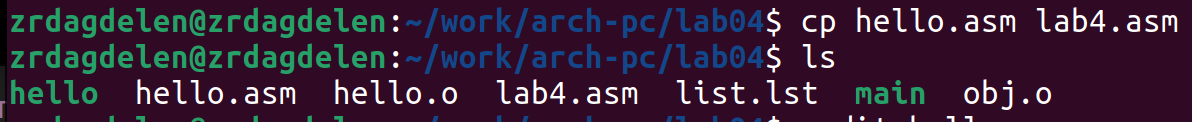 zrdagdelen@zrdagdelen:~/work/arch-pc/lab04$ cp hello.asm lab4.asm
zrdagdelen@zrdagdelen:~/work/arch-pc/lab04$ ls
hello  hello.asm  hello.o  lab4.asm  list.lst  main  obj.o